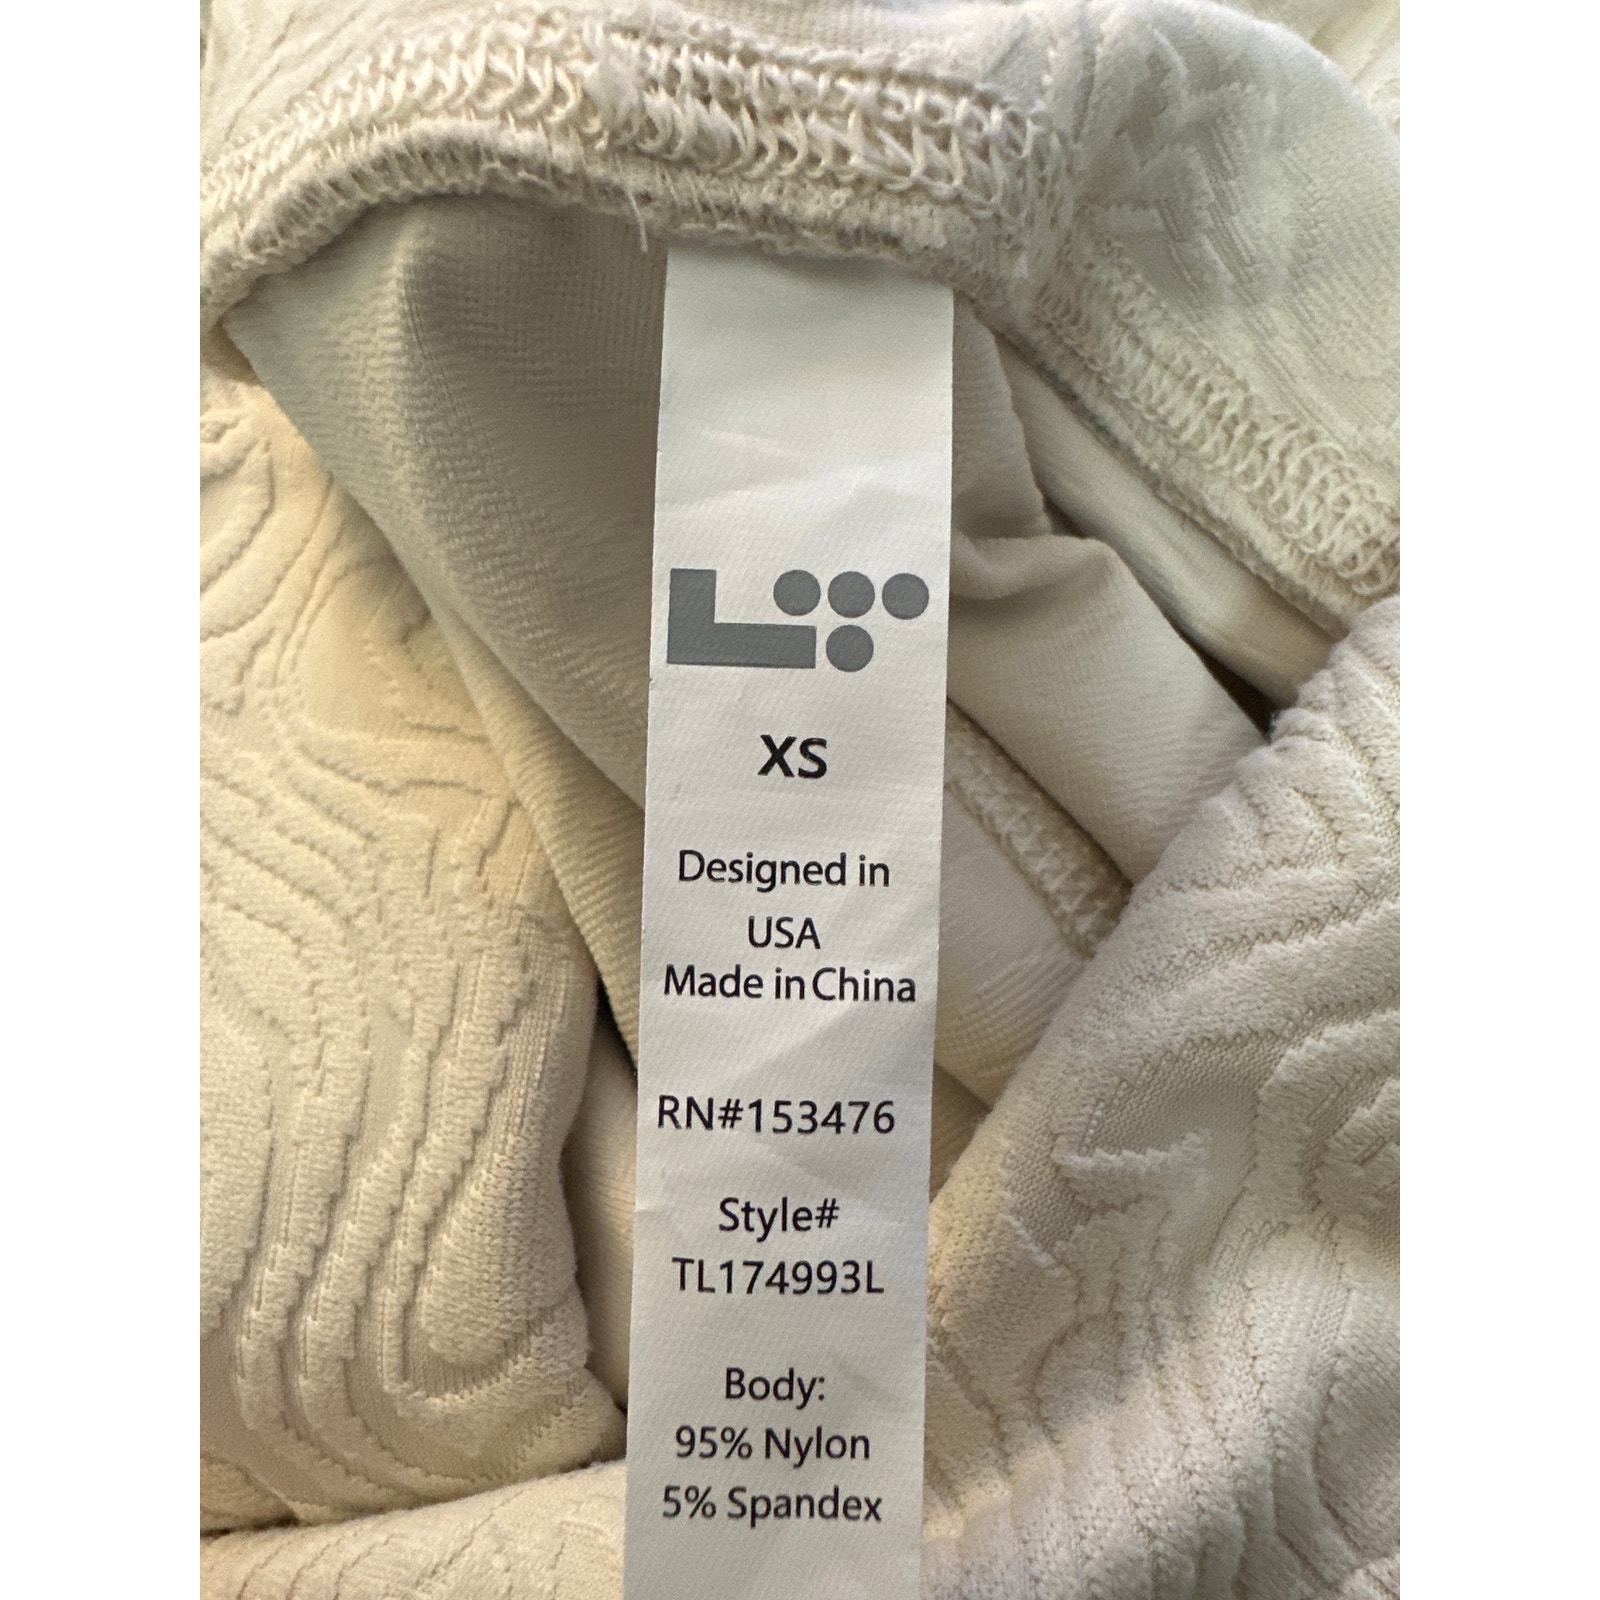 XS
Designed in
USA
Made in China
RN#153476
Style#
TL174993L
Body:
95% Nylon
5% Spandex